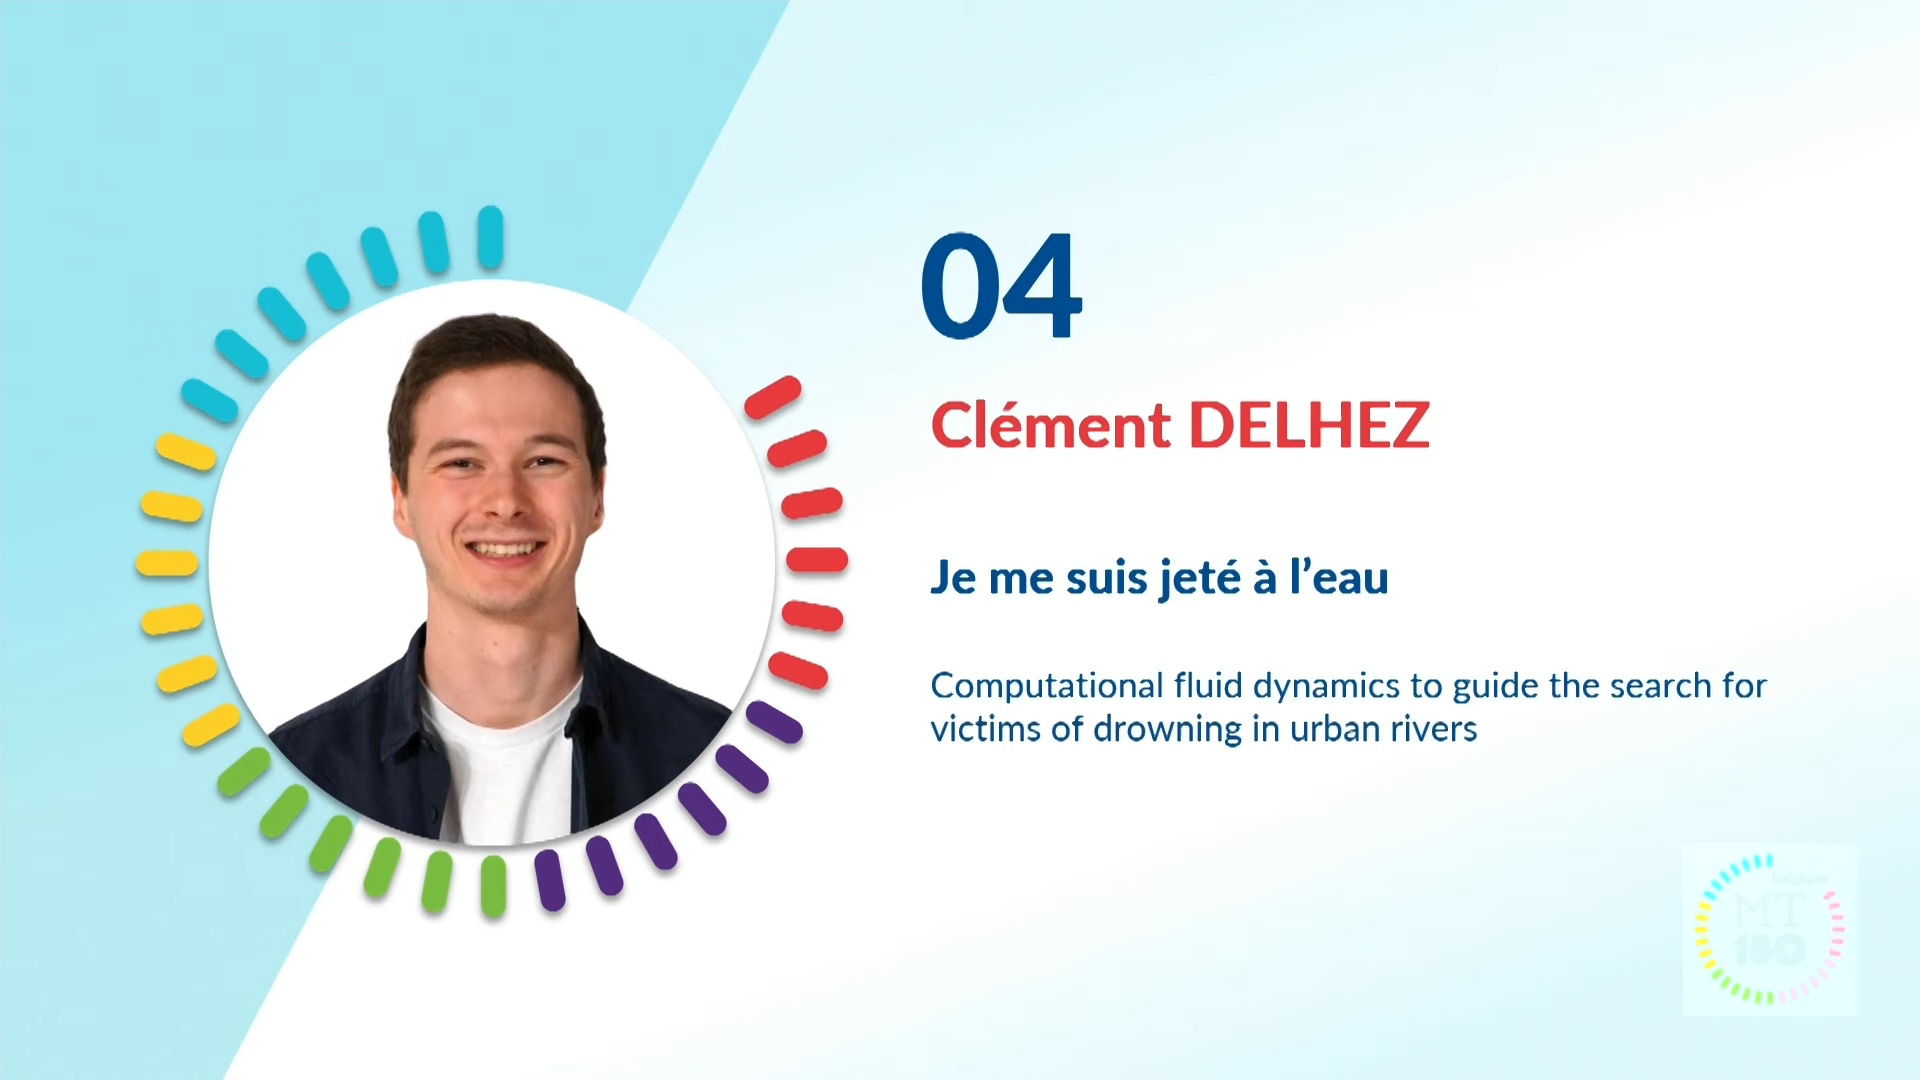 04
Clément DELHEZ
Je me suis jeté à l’eau
Computational fluid dynamics to guide the search for
victims of drowning in urban rivers
MT
180